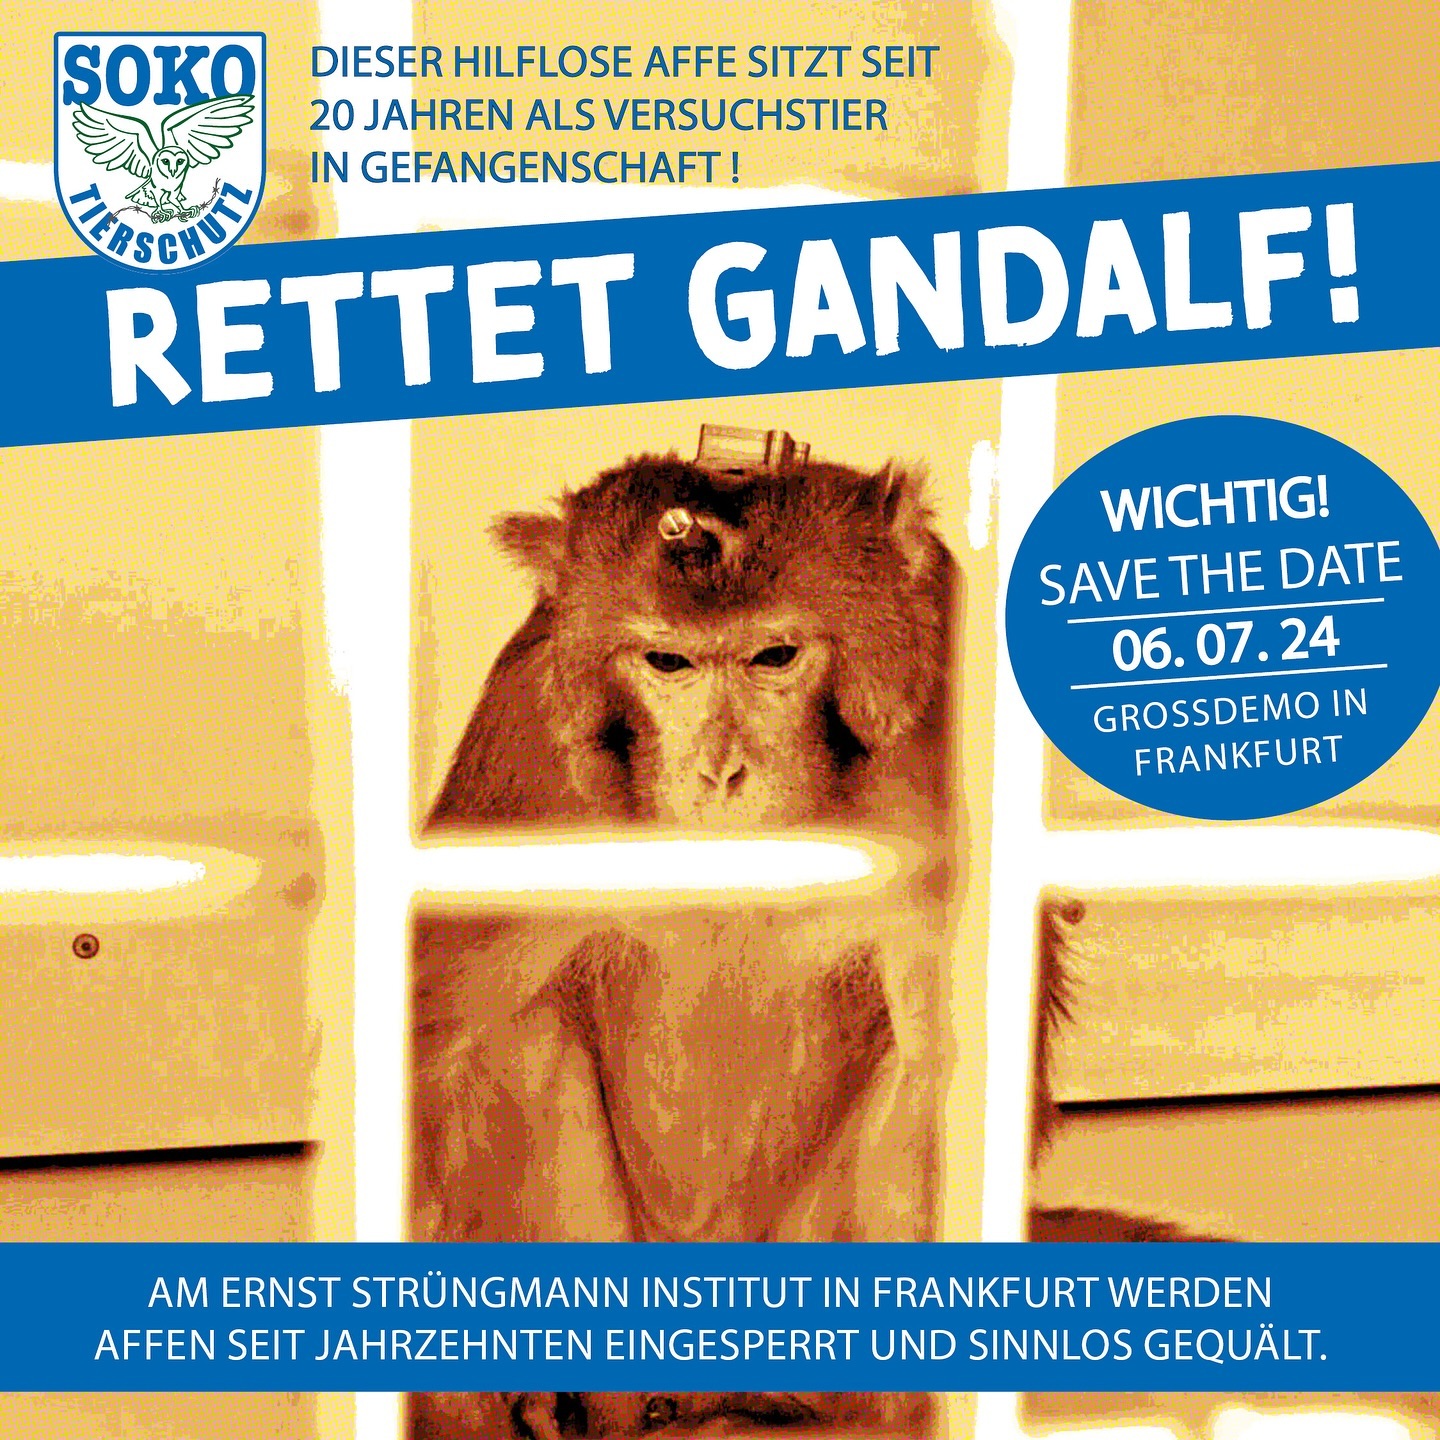 SOKO
TIERSCHUTZ
DIESER HILFLOSE AFFE SITZT SEIT
20 JAHREN ALS VERSUCHSTIER
IN GEFANGENSCHAFT !
RETTET GANDALF!
WICHTIG!
SAVE THE DATE
06. 07. 24
GROSSDEMO IN
FRANKFURT
AM ERNST STRÜNGMANN INSTITUT IN FRANKFURT WERDEN
AFFEN SEIT JAHRZEHNTEN EINGESPERRT UND SINNLOS GEQUÄLT.